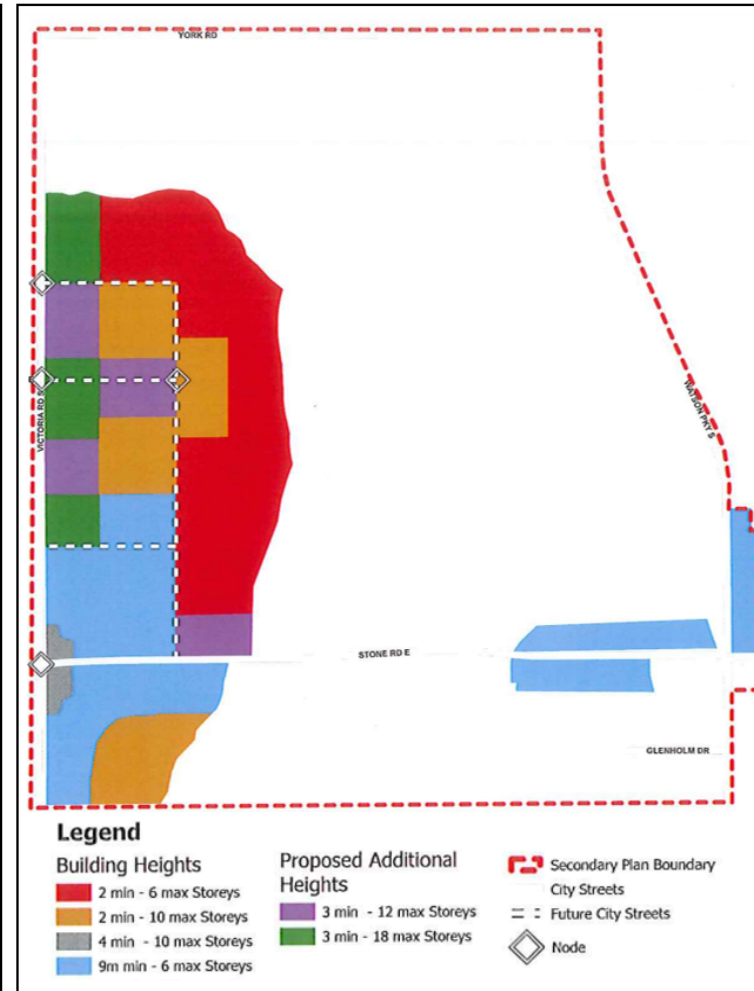 YORK RD
VICTORIA RD S
WATSON PKY S
STONE RD E
GLENHOLM DR
Legend
Building Heights
2 min - 6 max Storeys
2 min - 10 max Storeys
4 min - 10 max Storeys
9m min - 6 max Storeys
Proposed Additional
Heights
3 min - 12 max Storeys
3 min - 18 max Storeys
Secondary Plan Boundary
City Streets
Future City Streets
Node